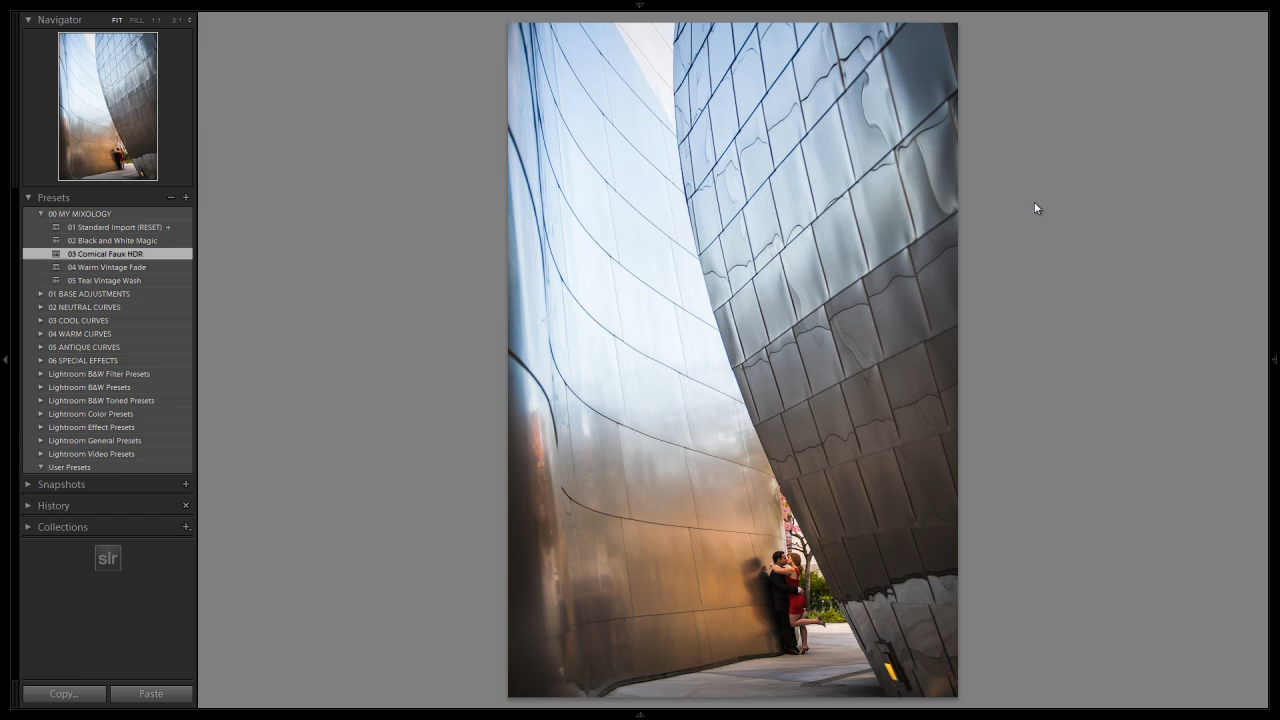 Navigator FIT FILL 1:1 3:1
Presets
00 MY MIXOLOGY
01 Standard Import (RESET) +
02 Black and White Magic
03 Comical Faux HDR
04 Warm Vintage Fade
05 Teal Vintage Wash
01 BASE ADJUSTMENTS
02 NEUTRAL CURVES
03 COOL CURVES
04 WARM CURVES
05 ANTIQUE CURVES
06 SPECIAL EFFECTS
Lightroom B&W Filter Presets
Lightroom B&W Presets
Lightroom B&W Toned Presets
Lightroom Color Presets
Lightroom Effect Presets
Lightroom General Presets
Lightroom Video Presets
User Presets
Snapshots
History
Collections
slr
Copy... Paste